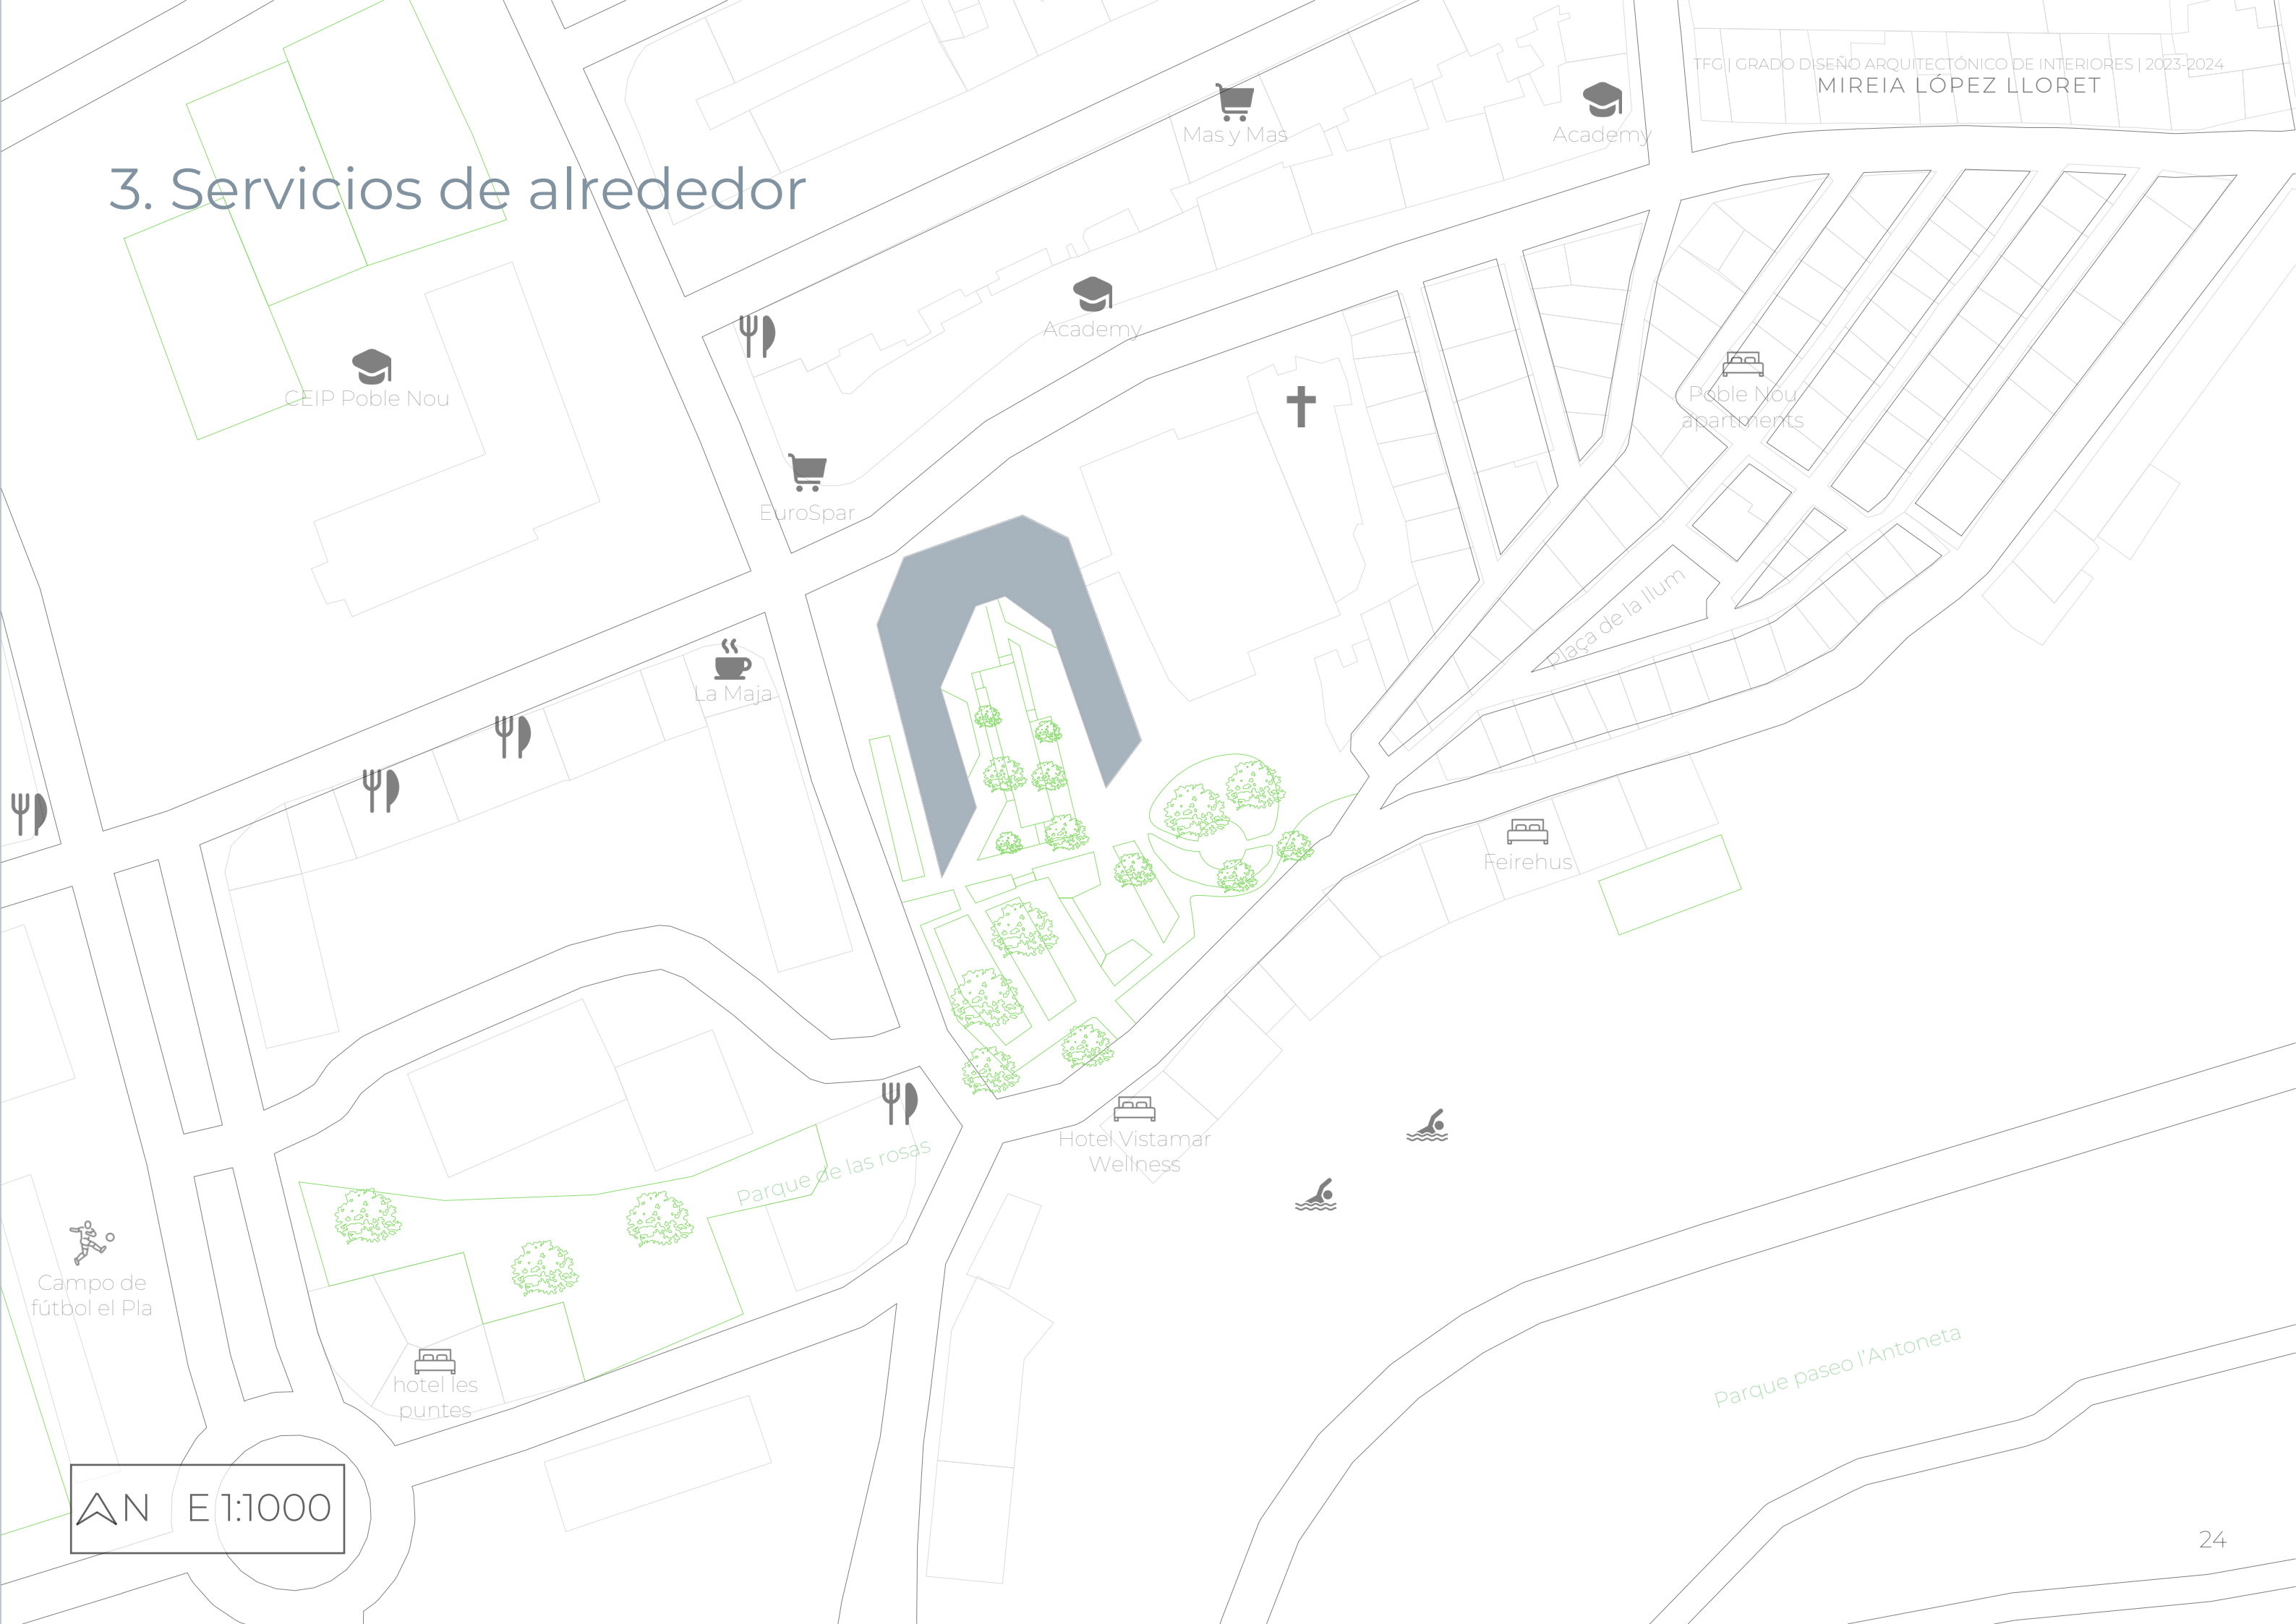 TFG | GRADO DISEÑO ARQUITECTÓNICO DE INTERIORES | 2023-2024
MIREIA LÓPEZ LLORET
3. Servicios de alrededor
Mas y Mas
Academy
Academy
CEIP Poble Nou
Poble Nou
apartments
EuroSpar
Plaça de la llum
La Maja
Feirehus
Hotel Vistamar
Wellness
Parque de las rosas
Campo de
fútbol el Pla
hotel les
puntes
Parque paseo l'Antoneta
N E 1:1000
24